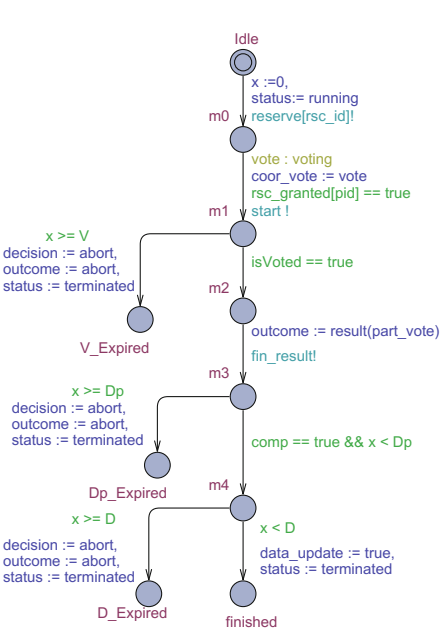 Idle
x :=0,
status:= running
m0
reserve[rsc_id]!
vote : voting
coor_vote := vote
rsc_granted[pid] == true
m1
start !
x >= V
decision := abort,
outcome := abort,
status := terminated
isVoted == true
m2
V_Expired
outcome := result(part_vote)
fin_result!
m3
x >= Dp
decision := abort,
outcome := abort,
status := terminated
comp == true && x < Dp
m4
Dp_Expired
x >= D
x < D
decision := abort,
outcome := abort,
status := terminated
data_update := true,
status := terminated
D_Expired
finished